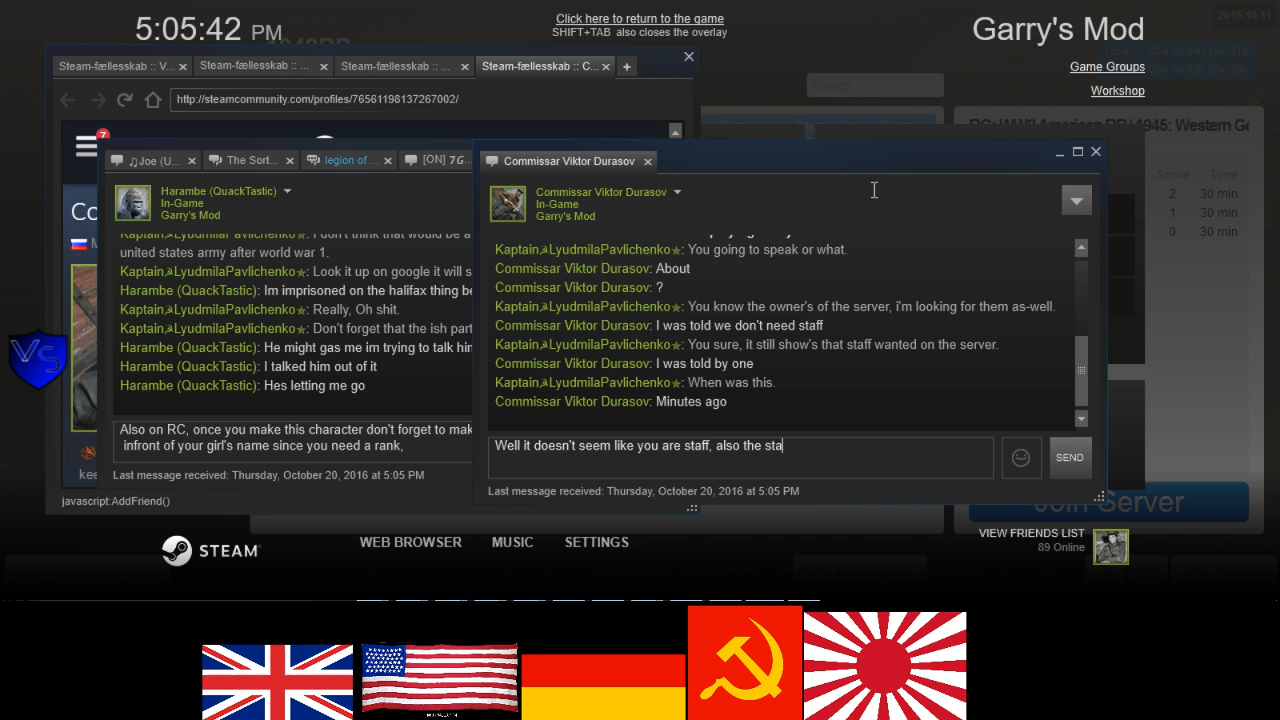 5:05:42 PM
Click here to return to the game
SHIFT+TAB also closes the overlay
Garry's Mod
2016.10.11
Game Groups
Workshop
Steam-fællesskab :: V...
Steam-fællesskab :: ...
Steam-fællesskab :: ...
Steam-fællesskab :: C...
http://steamcommunity.com/profiles/76561198137267002/
Search
7
Score Time
2 30 min
1 30 min
0 30 min
♫Joe (U...
The Sort...
legion of ...
[ON] 7G...
Harambe (QuackTastic)
In-Game
Garry's Mod
united states army after world war 1.
Kaptain☭LyudmilaPavlichenko★: Look it up on google it will s
Harambe (QuackTastic): Im imprisoned on the halifax thing be
Kaptain☭LyudmilaPavlichenko★: Really, Oh shit.
Kaptain☭LyudmilaPavlichenko★: Don't forget that the ish part
Harambe (QuackTastic): He might gas me im trying to talk him
Harambe (QuackTastic): I talked him out of it
Harambe (QuackTastic): Hes letting me go
Also on RC, once you make this character don't forget to mak
infront of your girl's name since you need a rank,
Last message received: Thursday, October 20, 2016 at 5:05 PM
Commissar Viktor Durasov
Commissar Viktor Durasov
In-Game
Garry's Mod
Kaptain☭LyudmilaPavlichenko★: You going to speak or what.
Commissar Viktor Durasov: About
Commissar Viktor Durasov: ?
Kaptain☭LyudmilaPavlichenko★: You know the owner's of the server, i'm looking for them as-well.
Commissar Viktor Durasov: I was told we don't need staff
Kaptain☭LyudmilaPavlichenko★: You sure, it still show's that staff wanted on the server.
Commissar Viktor Durasov: I was told by one
Kaptain☭LyudmilaPavlichenko★: When was this.
Commissar Viktor Durasov: Minutes ago
Well it doesn't seem like you are staff, also the sta
SEND
Last message received: Thursday, October 20, 2016 at 5:05 PM
Co
VS
kee
javascript:AddFriend()
Join Server
STEAM
WEB BROWSER
MUSIC
SETTINGS
VIEW FRIENDS LIST
89 Online